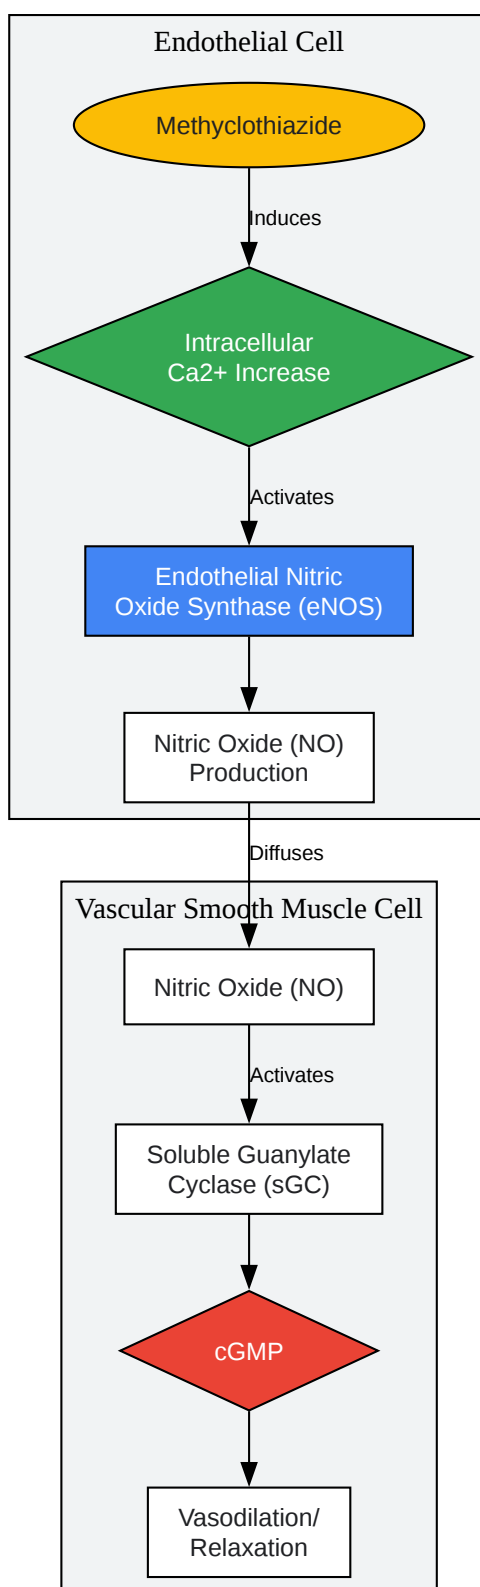 Endothelial Cell
Methyclothiazide
Induces
Intracellular
Ca2+ Increase
Activates
Endothelial Nitric
Oxide Synthase (eNOS)
Nitric Oxide (NO)
Production
Diffuses
Vascular Smooth Muscle Cell
Nitric Oxide (NO)
Activates
Soluble Guanylate
Cyclase (sGC)
cGMP
Vasodilation/
Relaxation